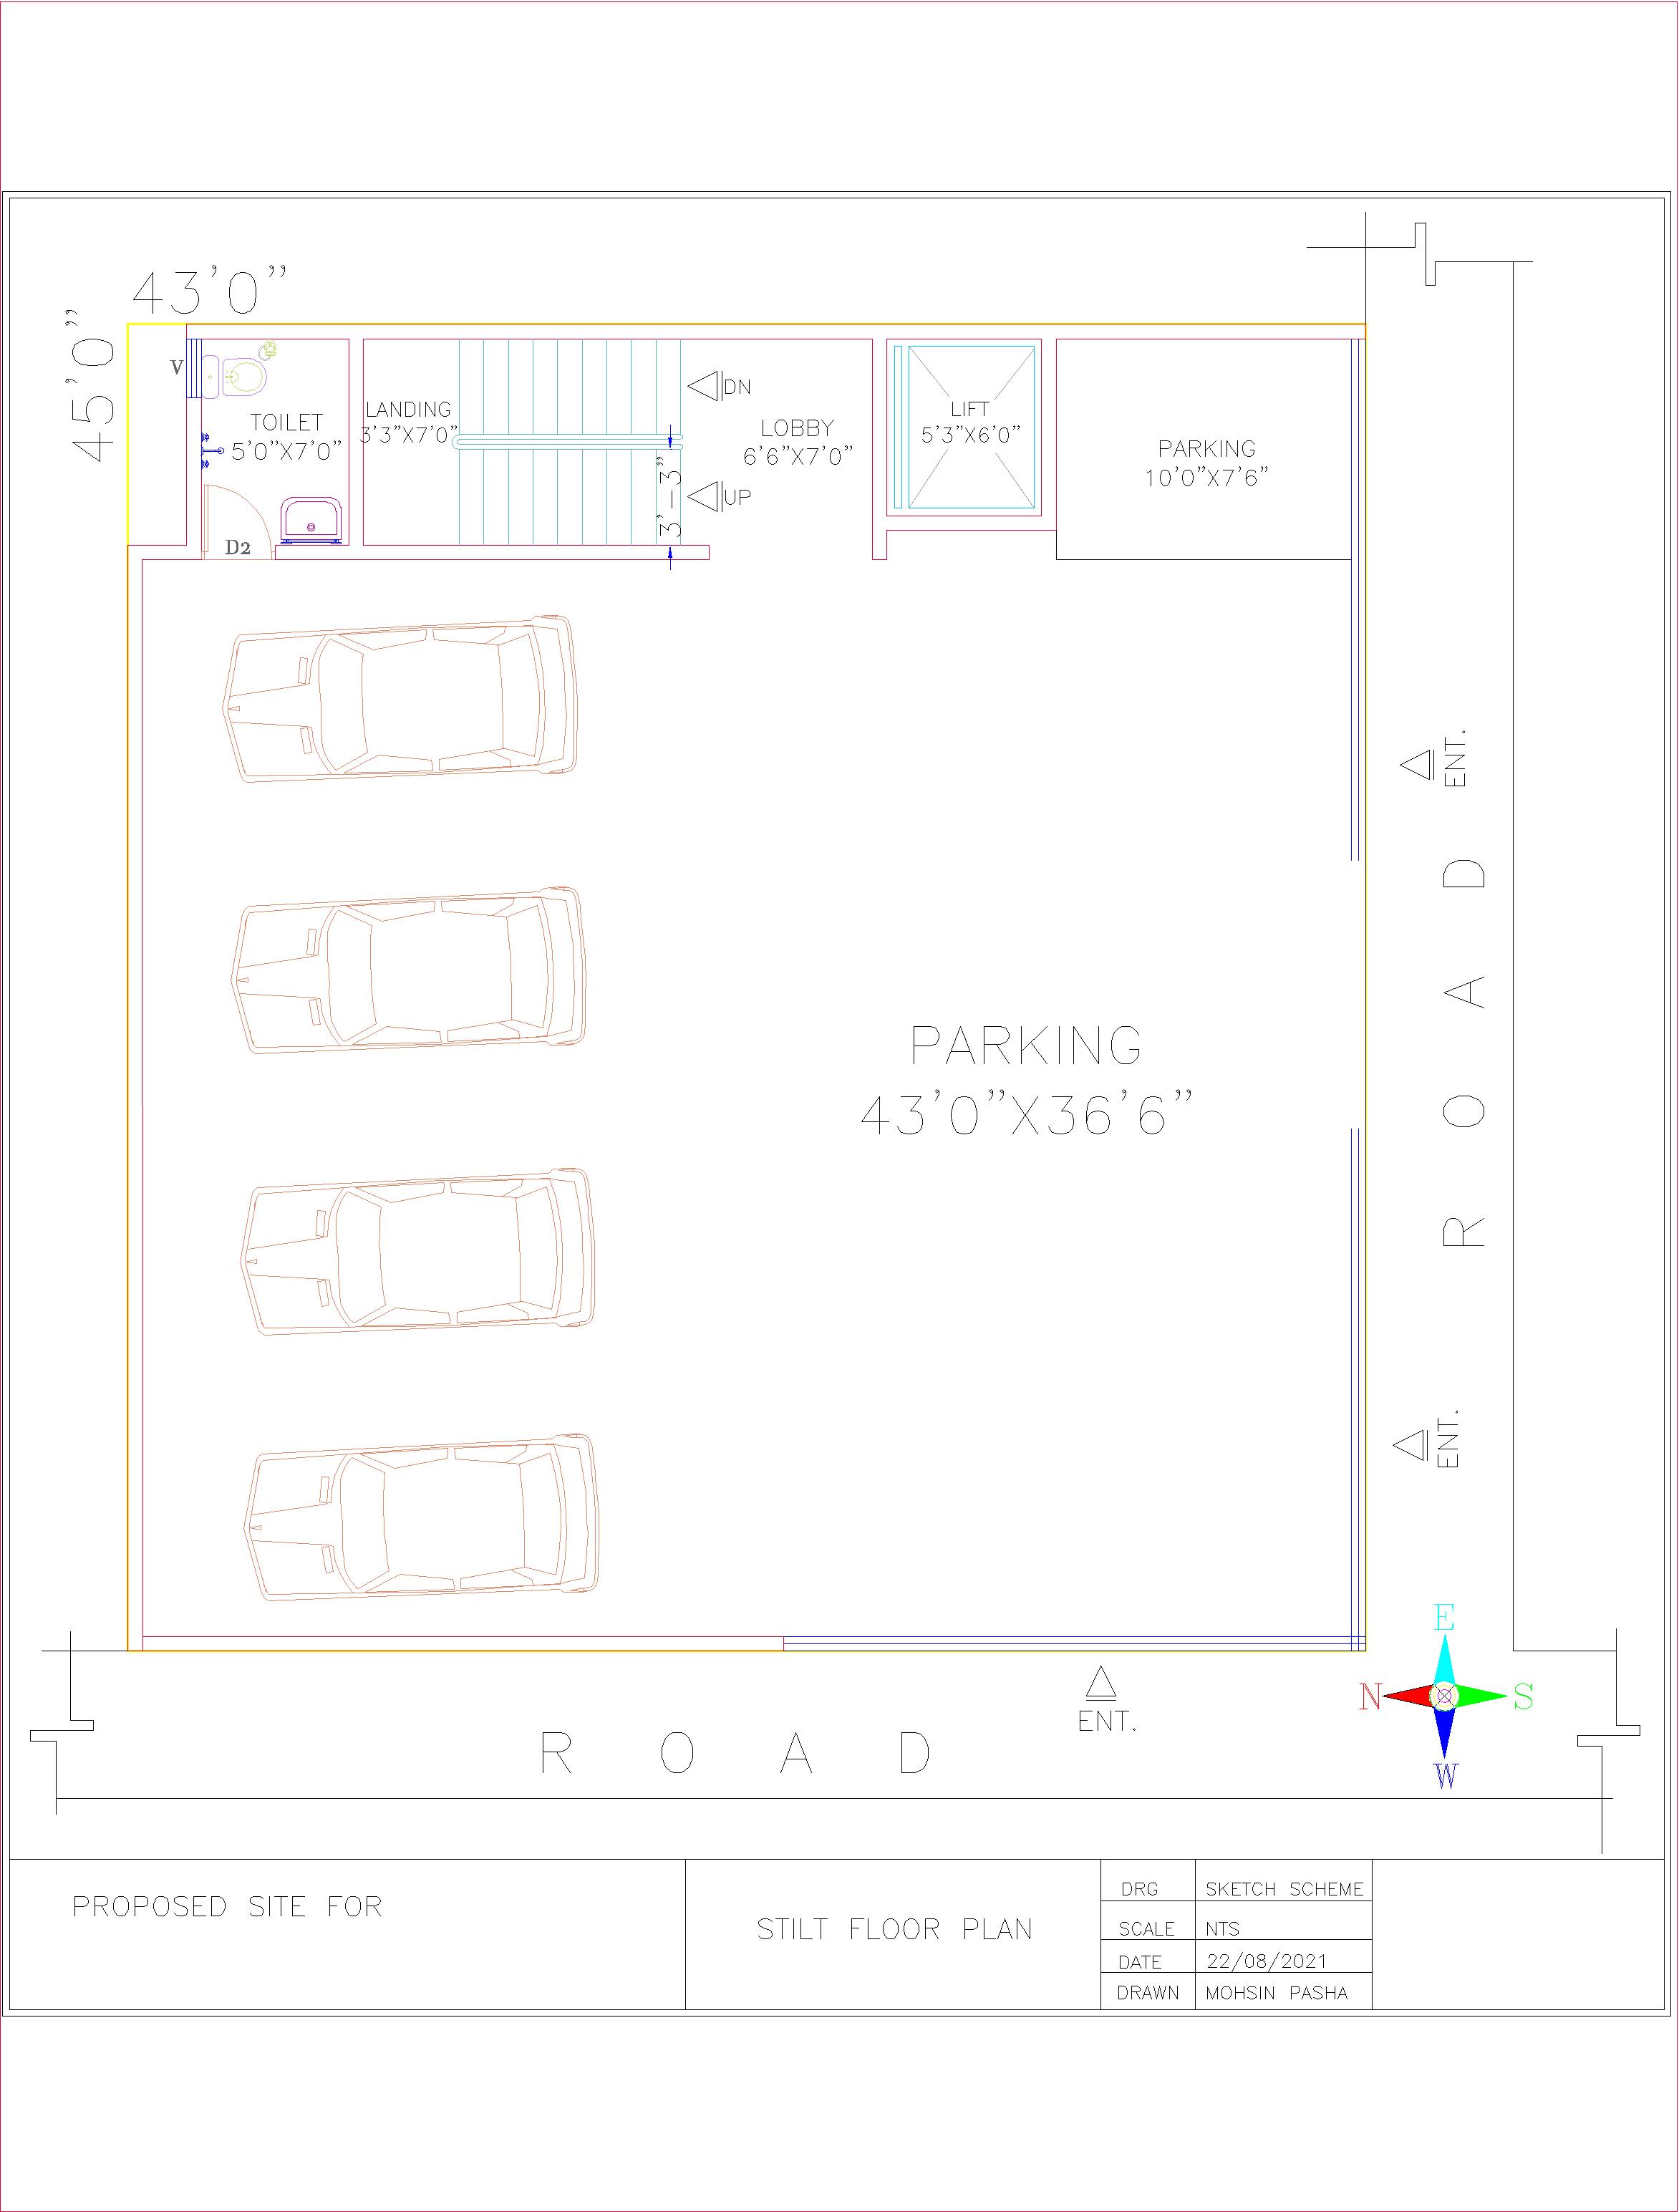 43'0"
45'0"
V
TOILET
5'0"X7'0"
D2
LANDING
3'3"X7'0"
DN
UP
3'-3"
LOBBY
6'6"X7'0"
LIFT
5'3"X6'0"
PARKING
10'0"X7'6"
PARKING
43'0"X36'6"
ENT.
ROAD
ENT.
ENT.
ROAD
E
N
S
W
PROPOSED SITE FOR
STILT FLOOR PLAN
DRG SKETCH SCHEME
SCALE NTS
DATE 22/08/2021
DRAWN MOHSIN PASHA